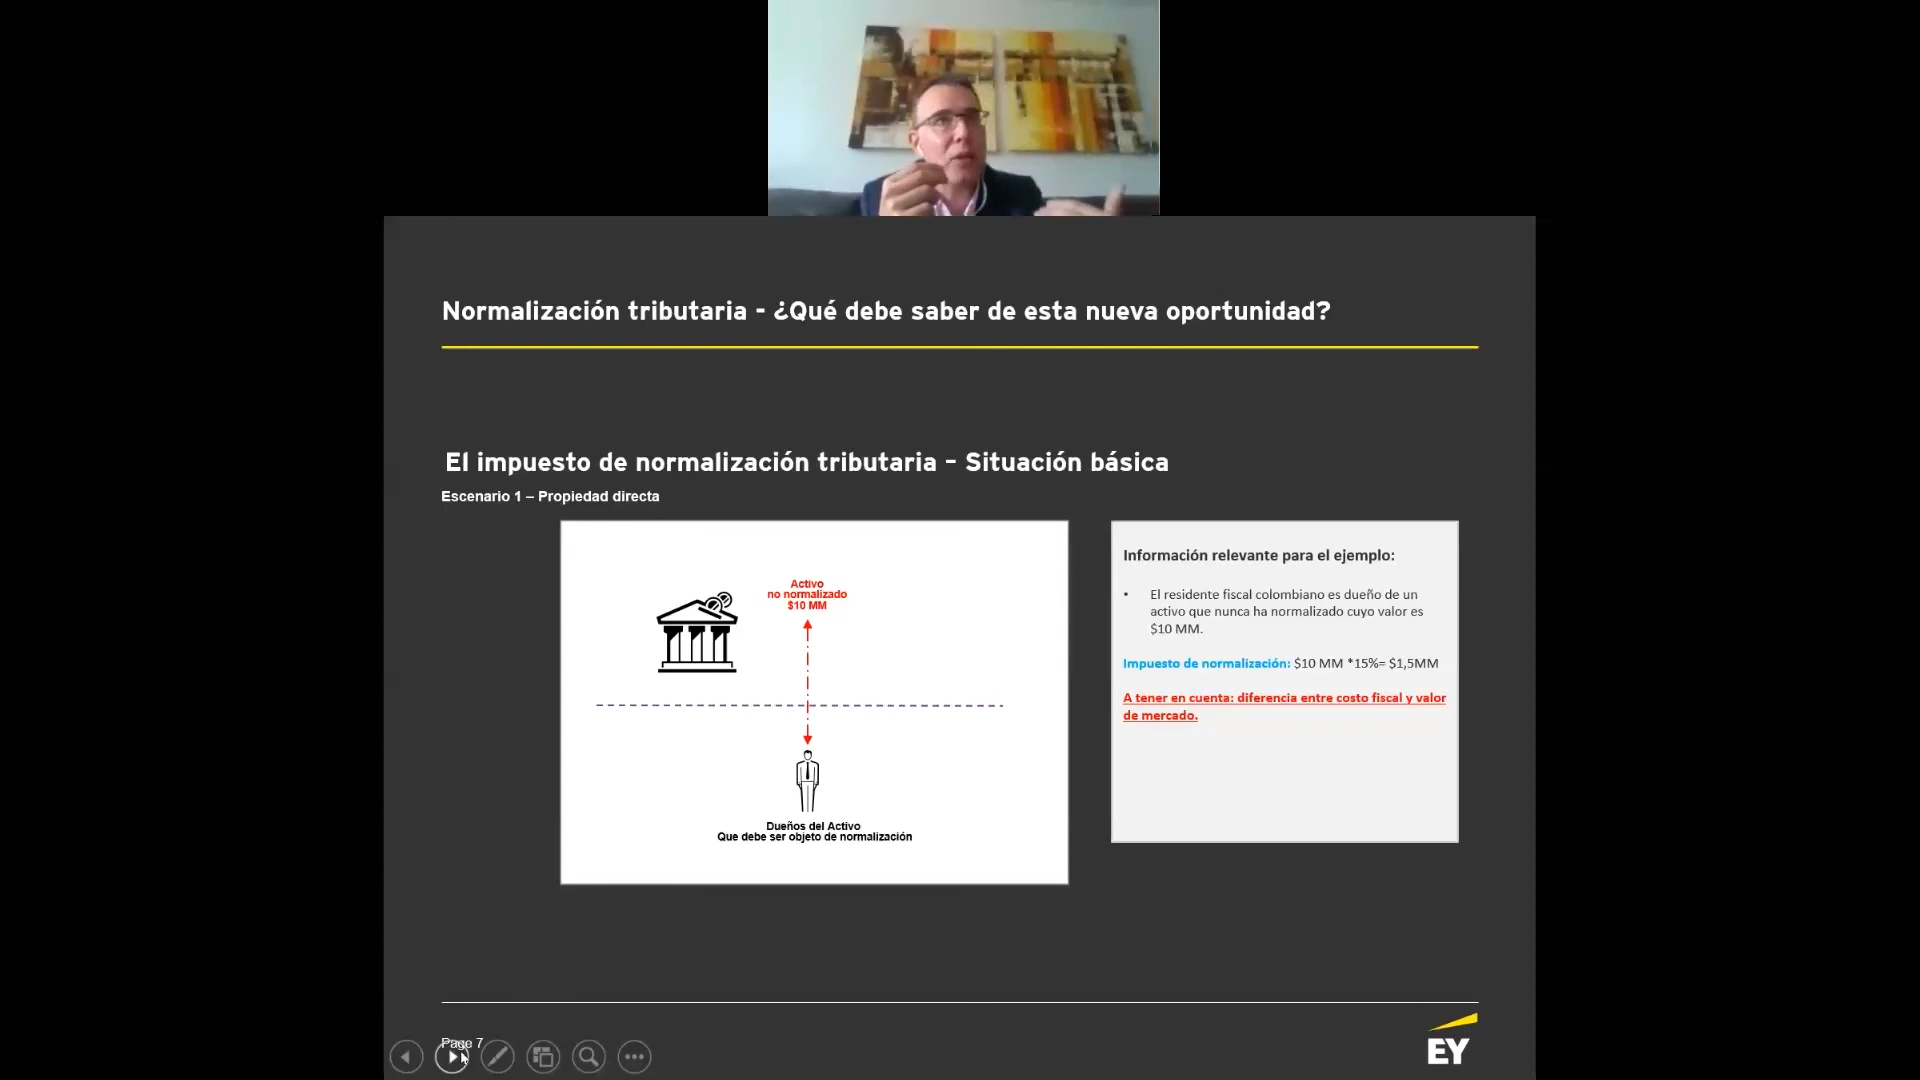 Normalización tributaria - ¿Qué debe saber de esta nueva oportunidad?
El impuesto de normalización tributaria – Situación básica
Escenario 1 – Propiedad directa
Activo
no normalizado
$10 MM
Dueños del Activo
Que debe ser objeto de normalización
Información relevante para el ejemplo:
• El residente fiscal colombiano es dueño de un
activo que nunca ha normalizado cuyo valor es
$10 MM.
Impuesto de normalización: $10 MM *15%= $1,5MM
A tener en cuenta: diferencia entre costo fiscal y valor
de mercado.
Page 7
EY